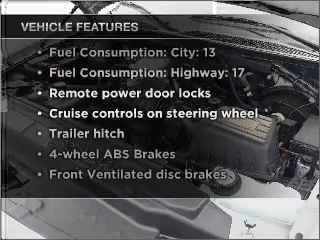 VEHICLE FEATURES
• Fuel Consumption: City: 13
• Fuel Consumption: Highway: 17
• Remote power door locks
• Cruise controls on steering wheel
• Trailer hitch
• 4-wheel ABS Brakes
• Front Ventilated disc brakes